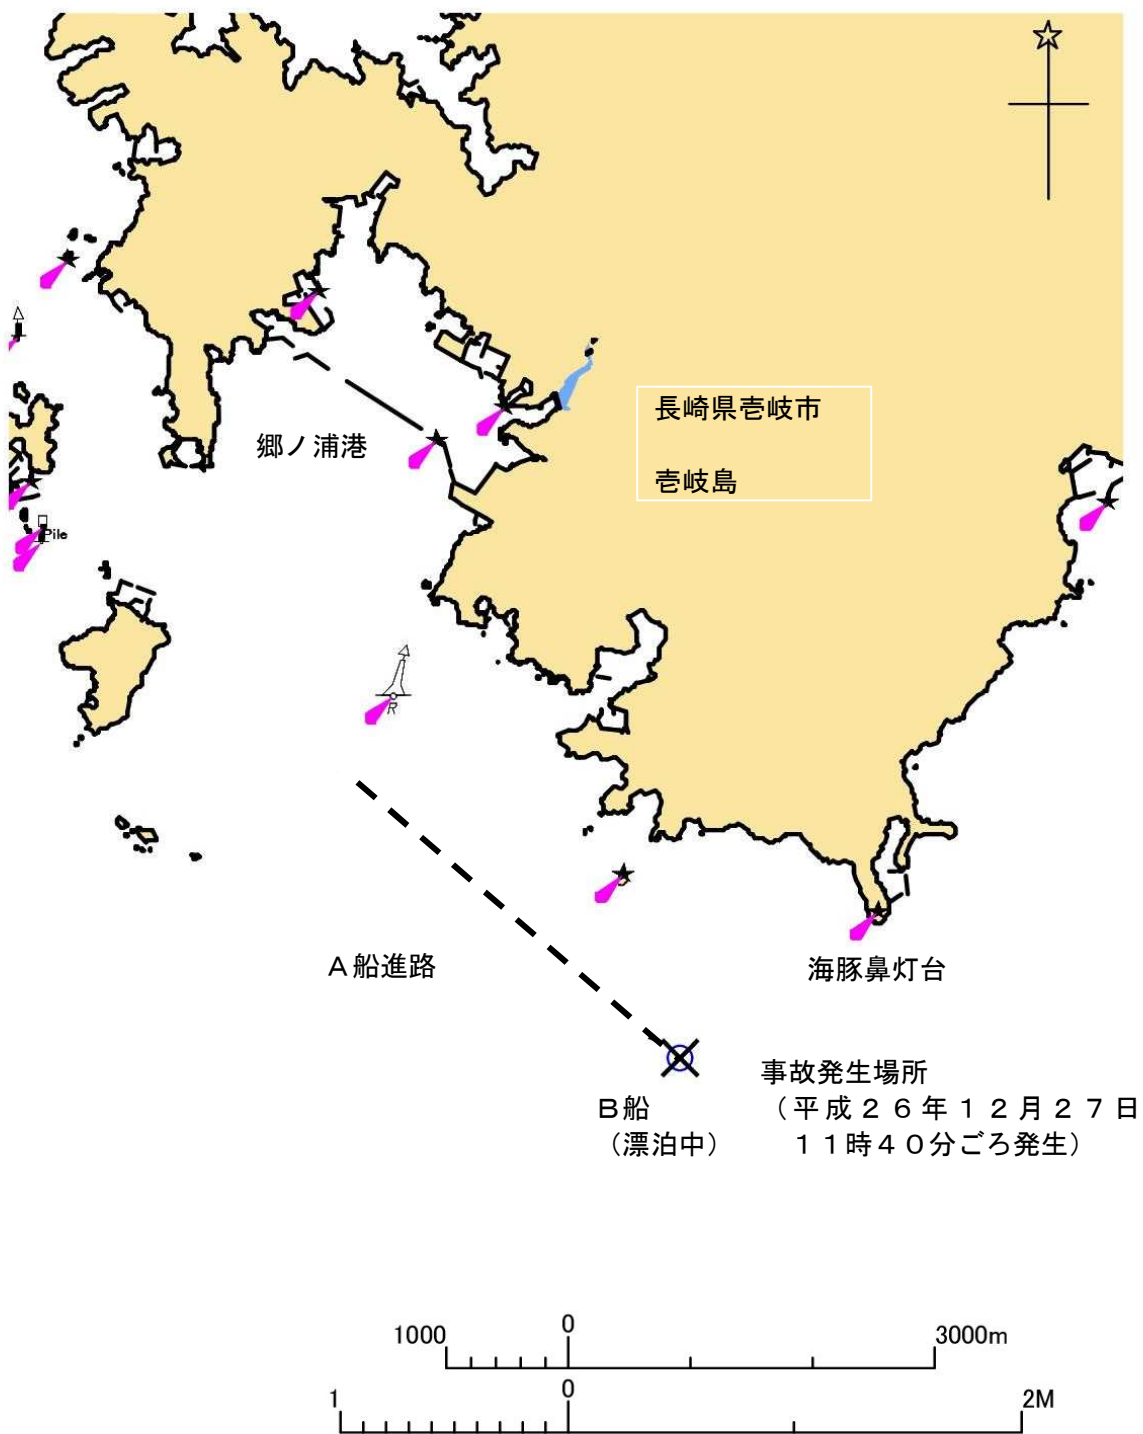 長崎県壱岐市
壱岐島
郷ノ浦港
Pile
R
A船進路
海豚鼻灯台
事故発生場所
（平成２６年１２月２７日
１１時４０分ごろ発生）
B船
（漂泊中）
1000 0 3000m
1 0 2M